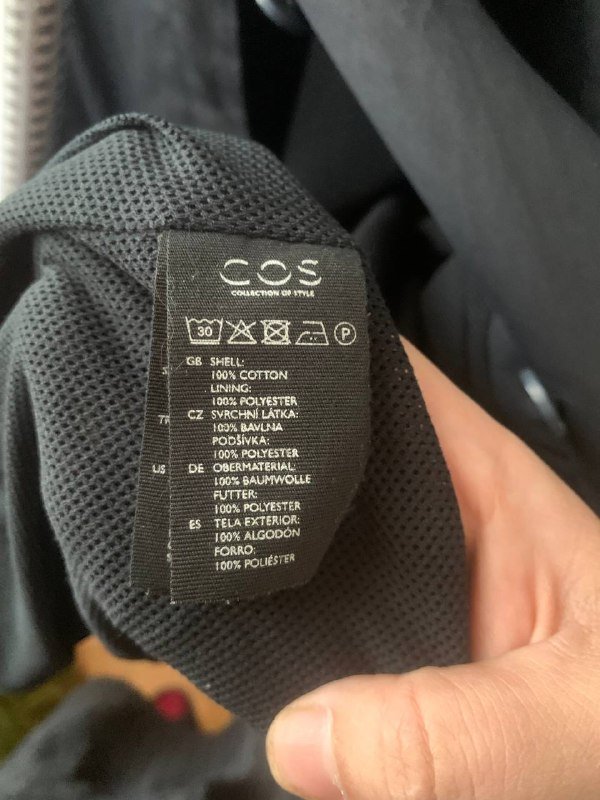 COS
COLLECTION OF STYLE
30 P
GB SHELL:
100% COTTON
LINING:
100% POLYESTER
CZ SVRCHNÍ LÁTKA:
100% BAVLNA
PODŠÍVKA:
100% POLYESTER
DE OBERMATERIAL:
100% BAUMWOLLE
FUTTER:
100% POLYESTER
ES TELA EXTERIOR:
100% ALGODÓN
FORRO:
100% POLIÉSTER
US